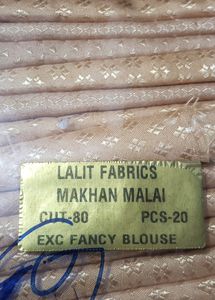 LALIT FABRICS
MAKHAN MALAI
CUT-80 PCS-20
EXC FANCY BLOUSE